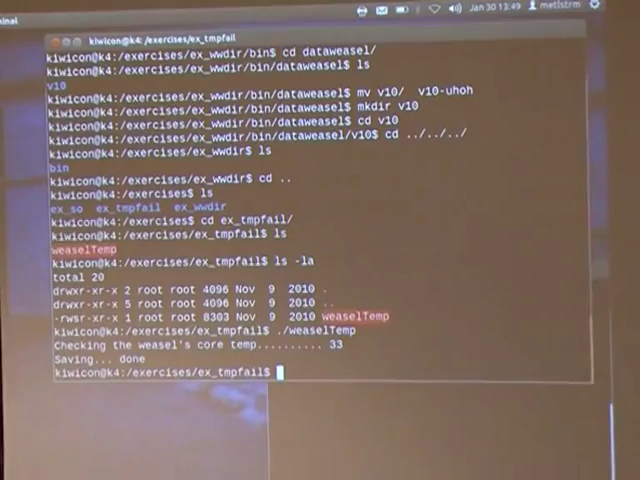 Jan 30 13:49 metlstrm
kiwicon@k4: /exercises/ex_tmpfail
kiwicon@k4:/exercises/ex_wwdir/bin$ cd dataweasel/
kiwicon@k4:/exercises/ex_wwdir/bin/dataweasel$ ls
v10
kiwicon@k4:/exercises/ex_wwdir/bin/dataweasel$ mv v10/ v10-uhoh
kiwicon@k4:/exercises/ex_wwdir/bin/dataweasel$ mkdir v10
kiwicon@k4:/exercises/ex_wwdir/bin/dataweasel$ cd v10
kiwicon@k4:/exercises/ex_wwdir/bin/dataweasel/v10$ cd ../../../
kiwicon@k4:/exercises/ex_wwdir$ ls
bin
kiwicon@k4:/exercises/ex_wwdir$ cd ..
kiwicon@k4:/exercises$ ls
ex_so ex_tmpfail ex_wwdir
kiwicon@k4:/exercises$ cd ex_tmpfail/
kiwicon@k4:/exercises/ex_tmpfail$ ls
weaselTemp
kiwicon@k4:/exercises/ex_tmpfail$ ls -la
total 20
drwxr-xr-x 2 root root 4096 Nov 9 2010 .
drwxr-xr-x 5 root root 4096 Nov 9 2010 ..
-rwsr-xr-x 1 root root 8303 Nov 9 2010 weaselTemp
kiwicon@k4:/exercises/ex_tmpfail$ ./weaselTemp
Checking the weasel's core temp.......... 33
Saving... done
kiwicon@k4:/exercises/ex_tmpfail$